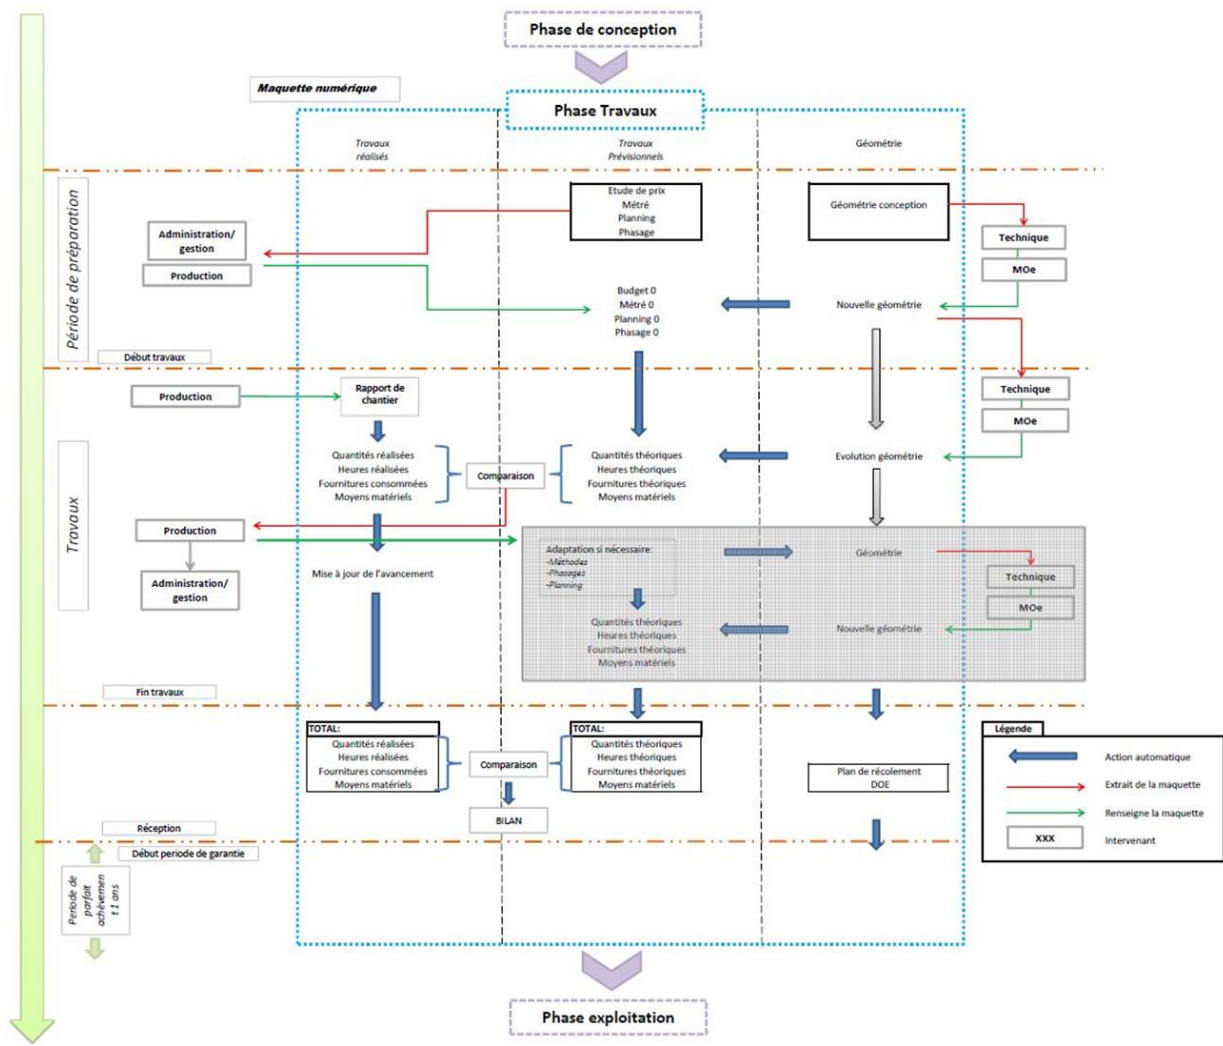 Phase de conception
Maquette numérique
Phase Travaux
Travaux
réalisés
Travaux
Prévisionnels
Géométrie
Période de préparation
Etude de prix
Métré
Planning
Phasage
Géométrie conception
Administration/
gestion
Production
Technique
MOe
Budget 0
Métré 0
Planning 0
Phasage 0
Nouvelle géométrie
Début travaux
Travaux
Production
Rapport de
chantier
Technique
MOe
Quantités réalisées
Heures réalisées
Fournitures consommées
Moyens matériels
Comparaison
Quantités théoriques
Heures théoriques
Fournitures théoriques
Moyens matériels
Evolution géométrie
Production
Administration/
gestion
Mise à jour de l'avancement
Adaptation si nécessaire:
-Méthodes
-Phasages
-Planning
Géométrie
Technique
MOe
Quantités théoriques
Heures théoriques
Fournitures théoriques
Moyens matériels
Nouvelle géométrie
Fin travaux
TOTAL:
Quantités réalisées
Heures réalisées
Fournitures consommées
Moyens matériels
Comparaison
BILAN
TOTAL:
Quantités théoriques
Heures théoriques
Fournitures théoriques
Moyens matériels
Plan de récolement
DOE
Légende
Action automatique
Extrait de la maquette
Renseigne la maquette
XXX
Intervenant
Réception
Début periode de garantie
Periode de
parfait
achèvemen
t 1 ans
Phase exploitation